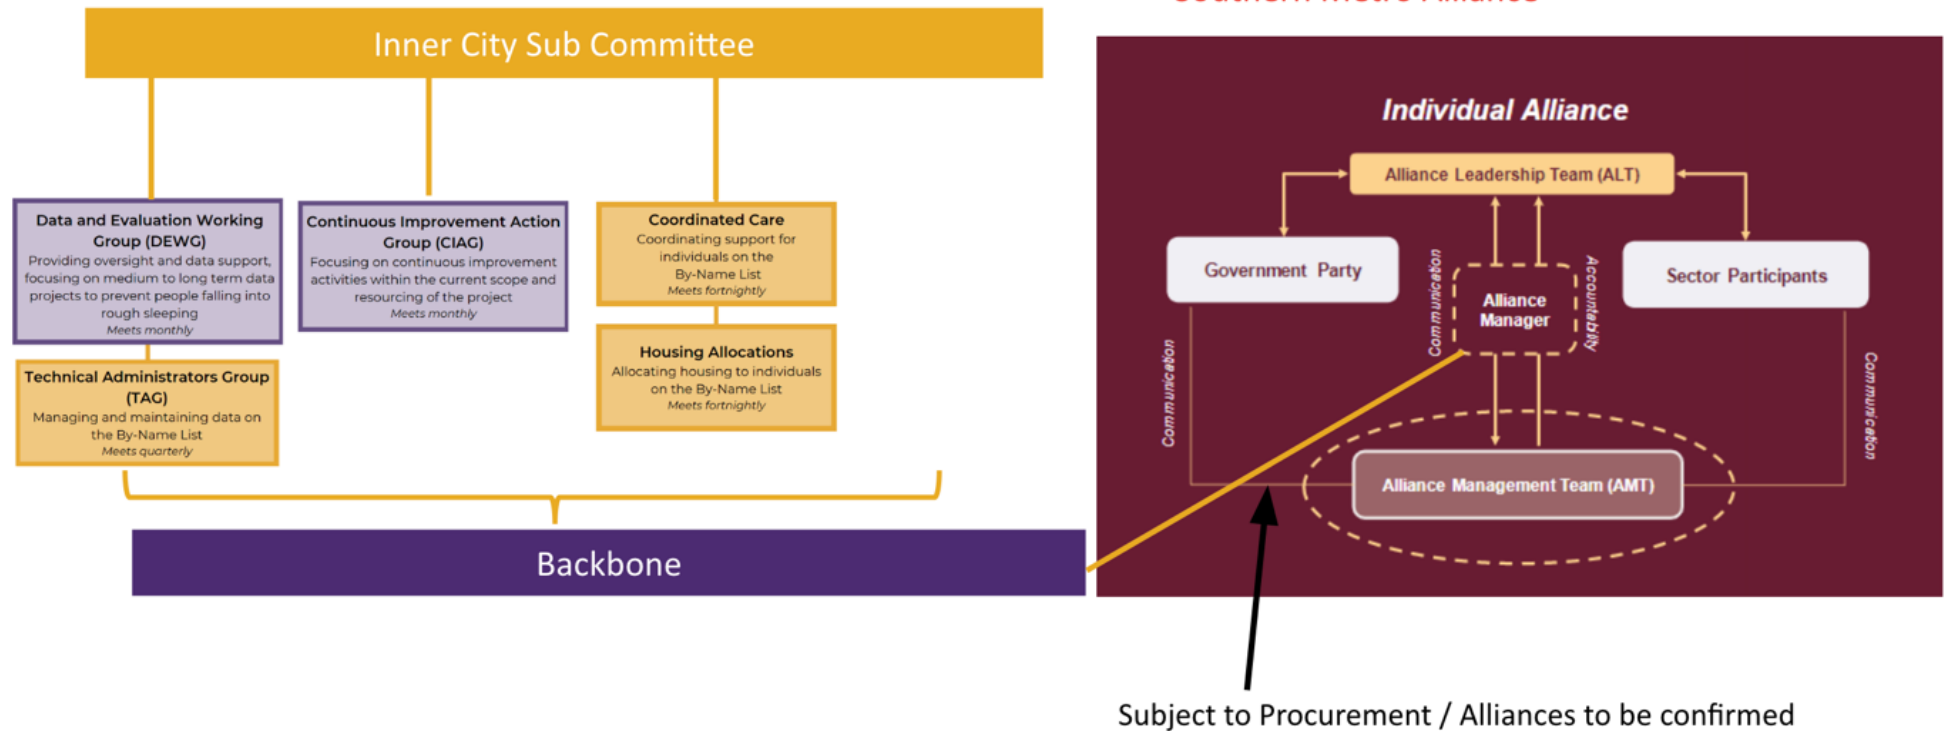 Southern Metro Alliance
Inner City Sub Committee
Data and Evaluation Working
Group (DEWG)
Providing oversight and data support,
focusing on medium to long term data
projects to prevent people falling into
rough sleeping
Meets monthly
Technical Administrators Group
(TAG)
Managing and maintaining data on
the By-Name List
Meets quarterly
Continuous Improvement Action
Group (CIAG)
Focusing on continuous improvement
activities within the current scope and
resourcing of the project
Meets monthly
Coordinated Care
Coordinating support for
individuals on the
By-Name List
Meets fortnightly
Housing Allocations
Allocating housing to individuals
on the By-Name List
Meets fortnightly
Backbone
Individual Alliance
Alliance Leadership Team (ALT)
Government Party
Communication
Alliance
Manager
Accountability
Sector Participants
Communication
Communication
Alliance Management Team (AMT)
Subject to Procurement / Alliances to be confirmed